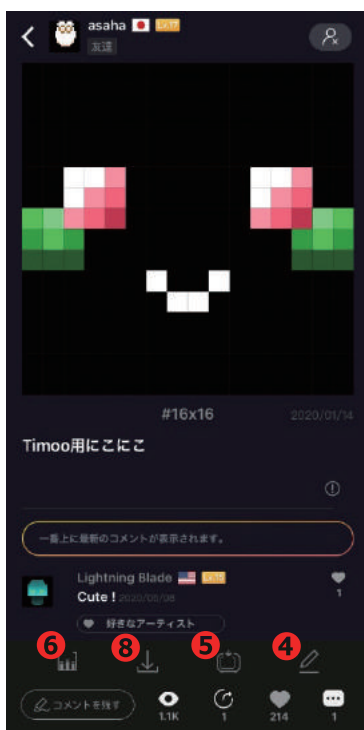 asaha
Lv17
友達
#16x16
2020/01/14
Timoo用にこにこ
一番上に最新のコメントが表示されます。
Lightning Blade
Cute ! 2020/05/08
1
好きなアーティスト
6 8 5 4
コメントを残す
1.1K 1 214 1